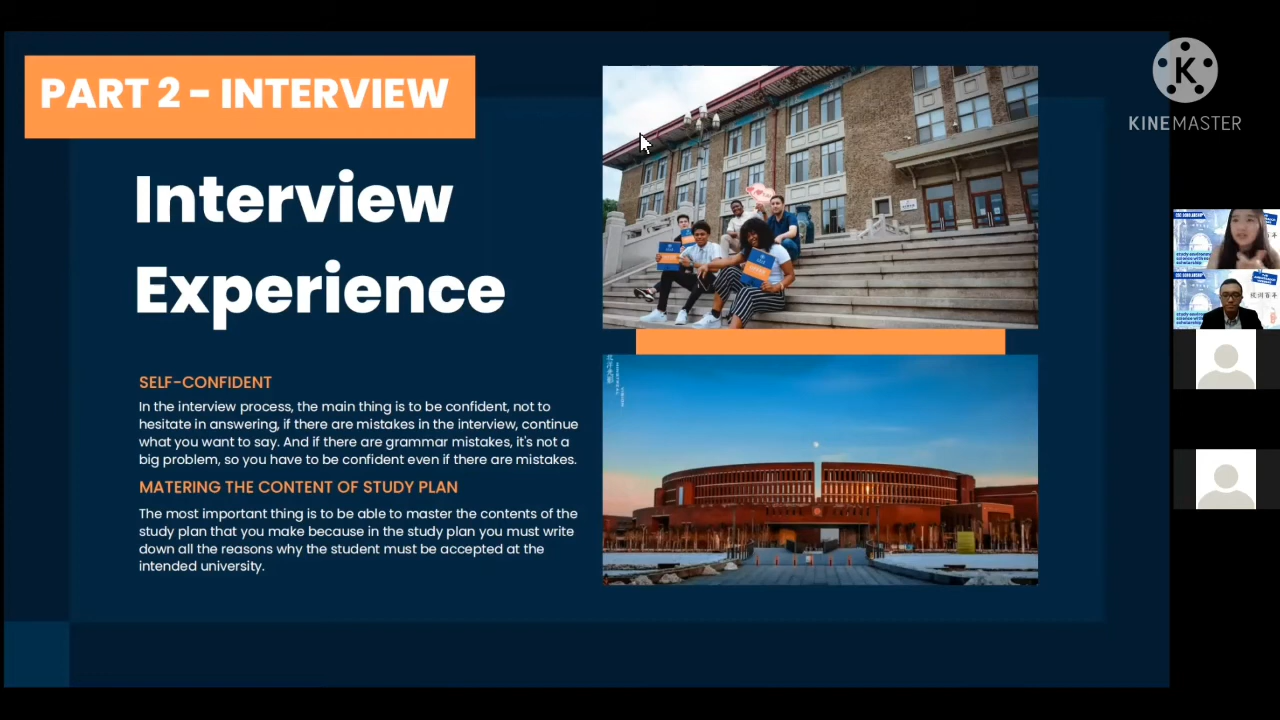 PART 2 - INTERVIEW
Interview
Experience
SELF-CONFIDENT
In the interview process, the main thing is to be confident, not to
hesitate in answering, if there are mistakes in the interview, continue
what you want to say. And if there are grammar mistakes, it's not a
big problem, so you have to be confident even if there are mistakes.
MATERING THE CONTENT OF STUDY PLAN
The most important thing is to be able to master the contents of the
study plan that you make because in the study plan you must write
down all the reasons why the student must be accepted at the
intended university.
K
KINEMASTER